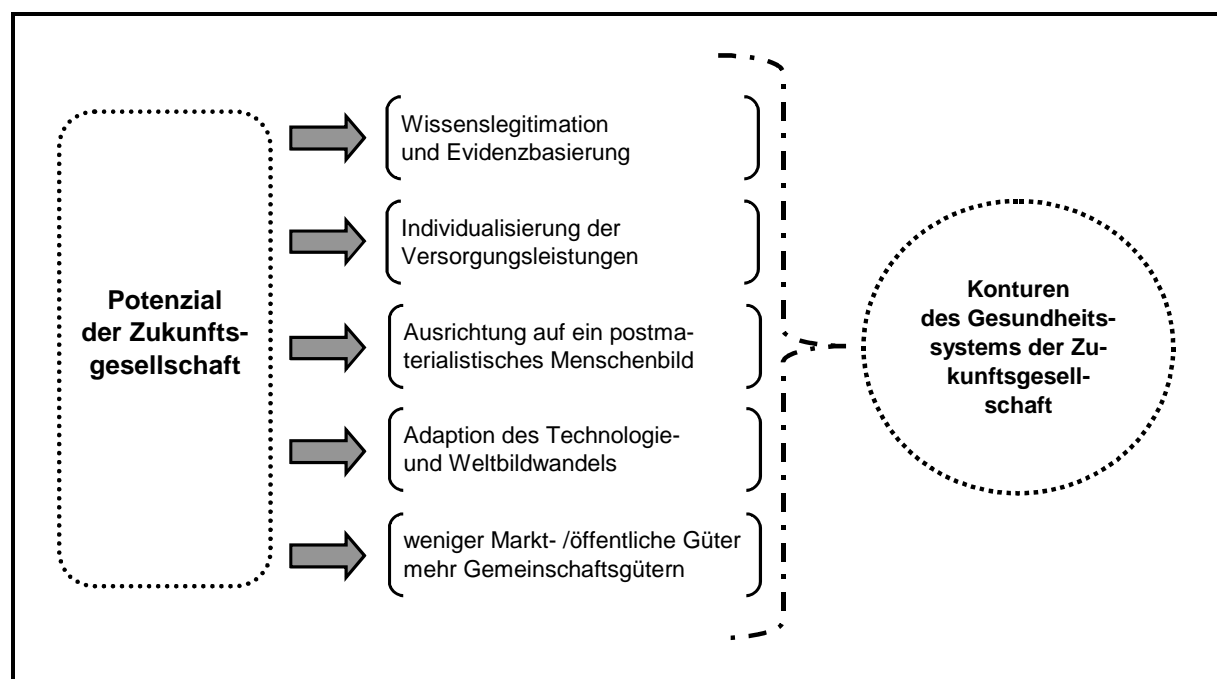 Potenzial
der Zukunfts-
gesellschaft
Wissenslegitimation
und Evidenzbasierung
Individualisierung der
Versorgungsleistungen
Ausrichtung auf ein postma-
terialistisches Menschenbild
Adaption des Technologie-
und Weltbildwandels
weniger Markt- /öffentliche Güter
mehr Gemeinschaftsgütern
Konturen
des Gesundheits-
systems der Zu-
kunftsgesell-
schaft